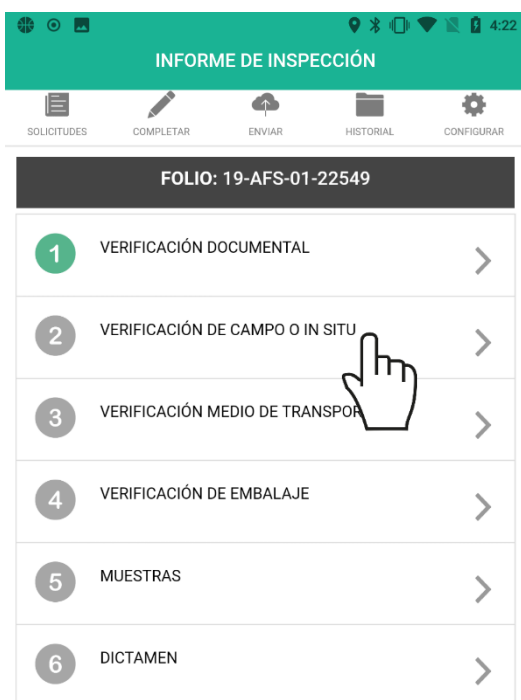 4:22
INFORME DE INSPECCIÓN
SOLICITUDES COMPLETAR ENVIAR HISTORIAL CONFIGURAR
FOLIO: 19-AFS-01-22549
1 VERIFICACIÓN DOCUMENTAL
2 VERIFICACIÓN DE CAMPO O IN SITU
3 VERIFICACIÓN MEDIO DE
4 VERIFICACIÓN DE EMBALAJE
5 MUESTRAS
6 DICTAMEN